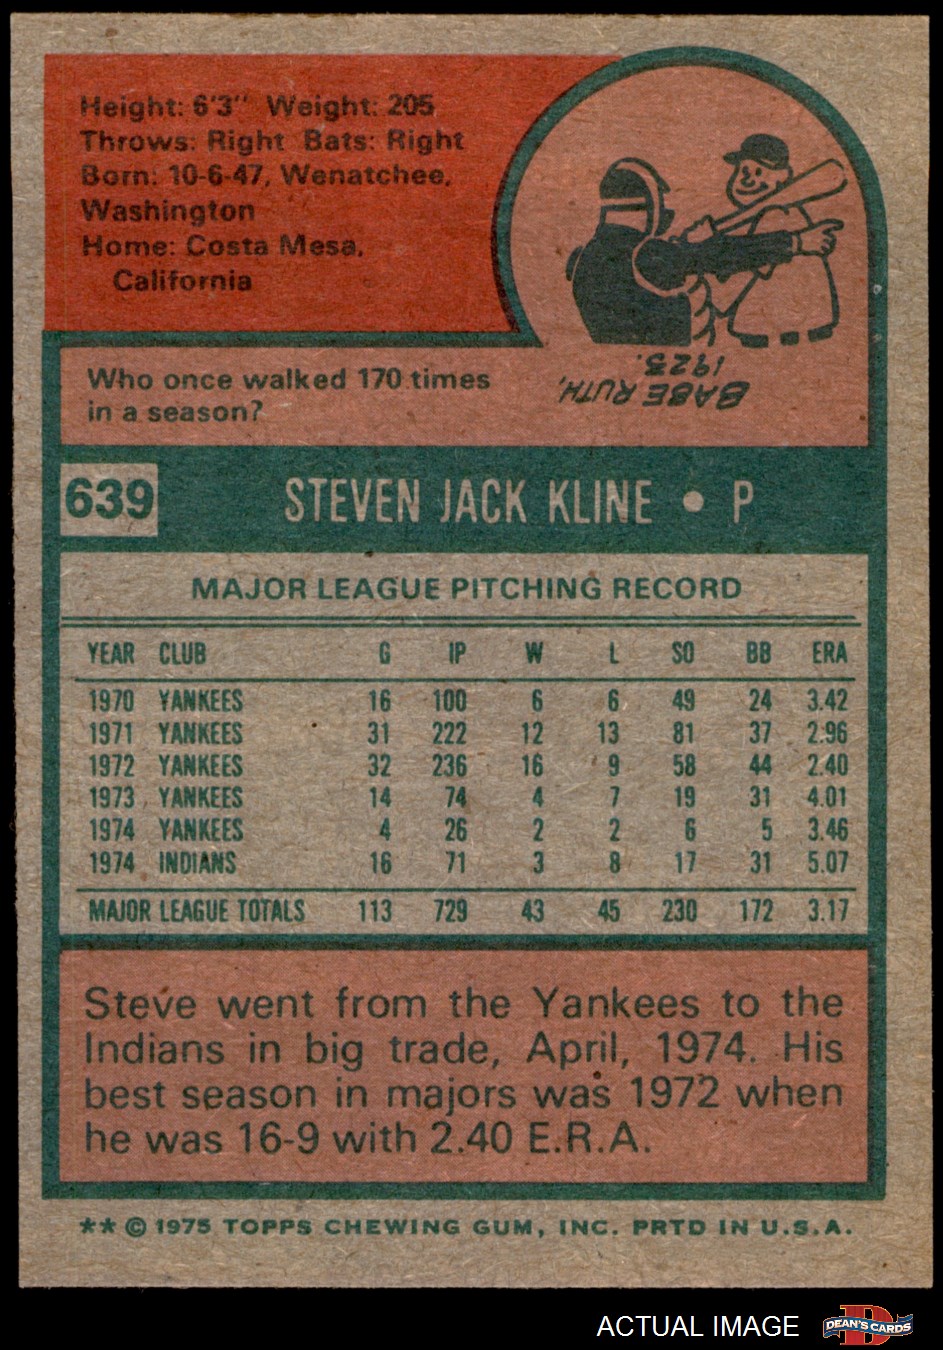 Height: 6'3" Weight: 205
Throws: Right Bats: Right
Born: 10-6-47, Wenatchee,
Washington
Home: Costa Mesa,
California
Who once walked 170 times
in a season?
BABE RUTH,
1923.
639
STEVEN JACK KLINE • P
MAJOR LEAGUE PITCHING RECORD
YEAR CLUB G IP W L SO BB ERA
1970 YANKEES 16 100 6 6 49 24 3.42
1971 YANKEES 31 222 12 13 81 37 2.96
1972 YANKEES 32 236 16 9 58 44 2.40
1973 YANKEES 14 74 4 7 19 31 4.01
1974 YANKEES 4 26 2 2 6 5 3.46
1974 INDIANS 16 71 3 8 17 31 5.07
MAJOR LEAGUE TOTALS 113 729 43 45 230 172 3.17
Steve went from the Yankees to the
Indians in big trade, April, 1974. His
best season in majors was 1972 when
he was 16-9 with 2.40 E.R.A.
** © 1975 TOPPS CHEWING GUM, INC. PRTD IN U.S.A.
ACTUAL IMAGE
D
DEAN'S CARDS